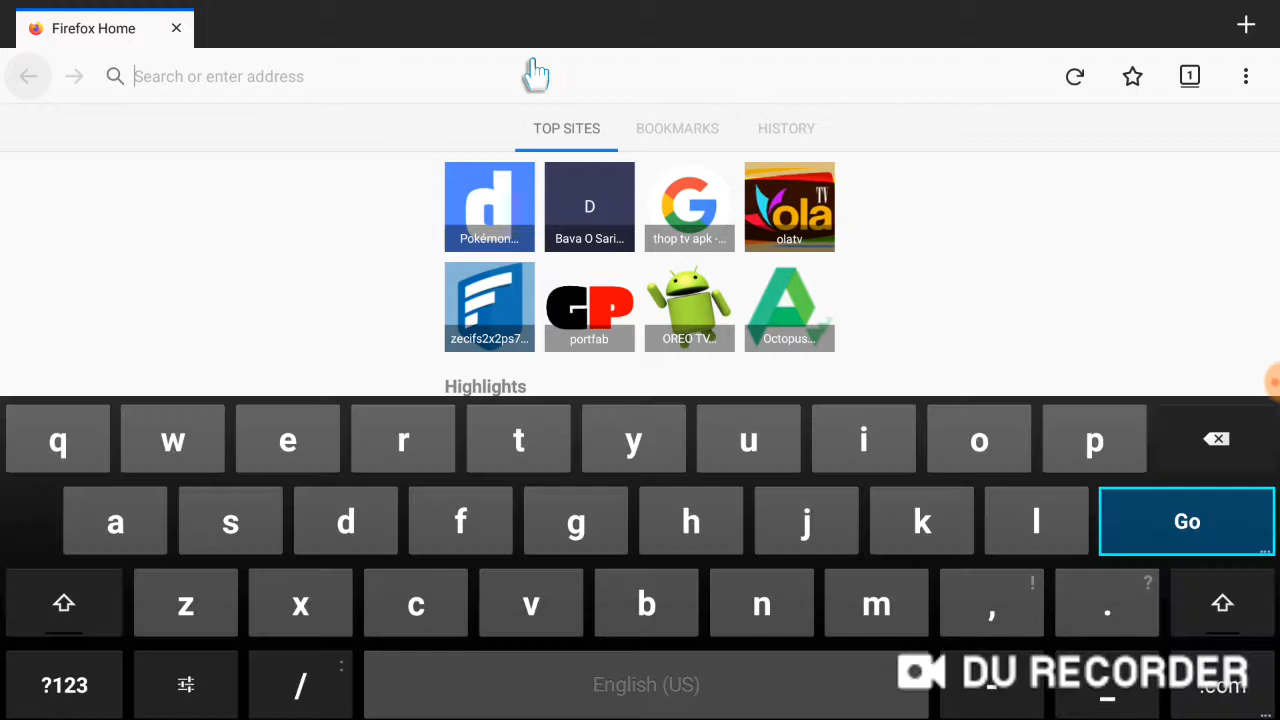 Firefox Home
Search or enter address
1
TOP SITES BOOKMARKS HISTORY
d D G Ola TV
Pokémon... Bava O Sari... thop tv apk -... olatv
F GP A
zecifs2x2ps7... portfab OREO TV... Octopus...
Highlights
q w e r t y u i o p
a s d f g h j k l Go
z x c v b n m , ! . ?
?123 / : English (US) - _ .com
DU RECORDER